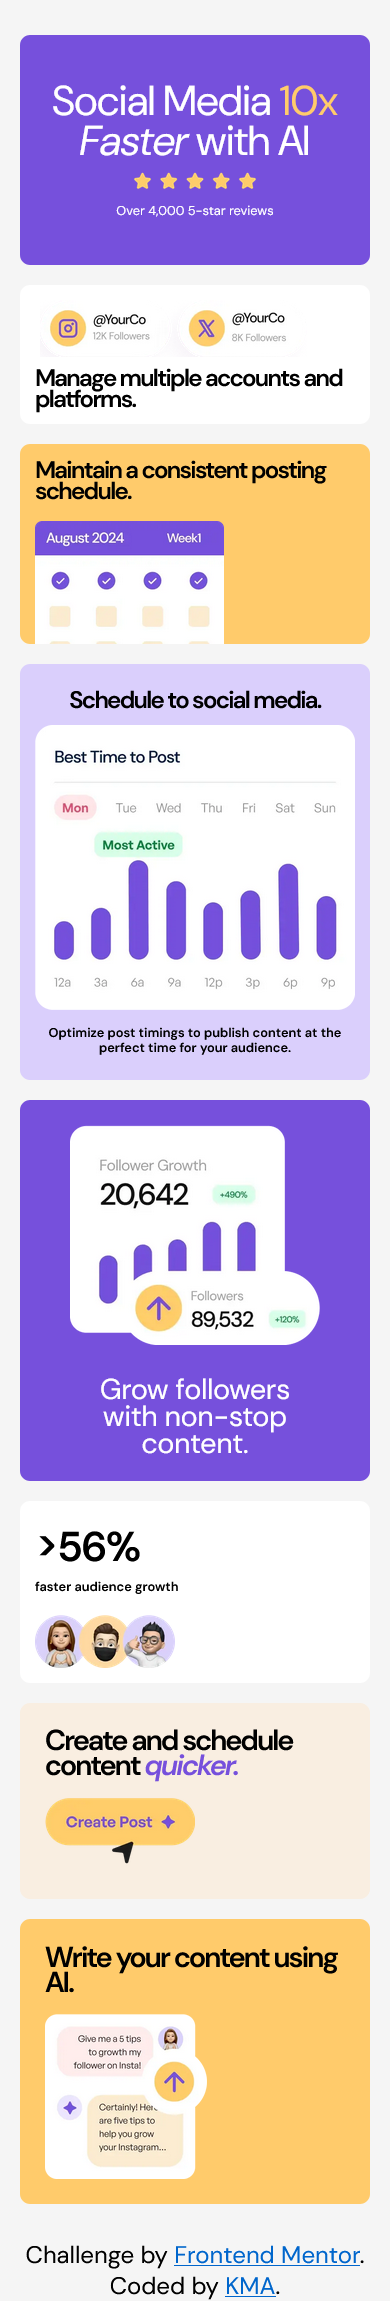 Social Media 10x
Faster with AI
Over 4,000 5-star reviews
@YourCo
12K Followers
@YourCo
8K Followers
Manage multiple accounts and
platforms.
Maintain a consistent posting
schedule.
August 2024 Week1
Schedule to social media.
Best Time to Post
Mon Tue Wed Thu Fri Sat Sun
Most Active
12a 3a 6a 9a 12p 3p 6p 9p
Optimize post timings to publish content at the
perfect time for your audience.
Follower Growth
20,642 +490%
Followers
89,532 +120%
Grow followers
with non-stop
content.
>56%
faster audience growth
Create and schedule
content quicker.
Create Post
Write your content using
AI.
Give me a 5 tips
to growth my
follower on Insta!
Certainly! Here
are five tips to
help you grow
your Instagram...
Challenge by Frontend Mentor.
Coded by KMA.